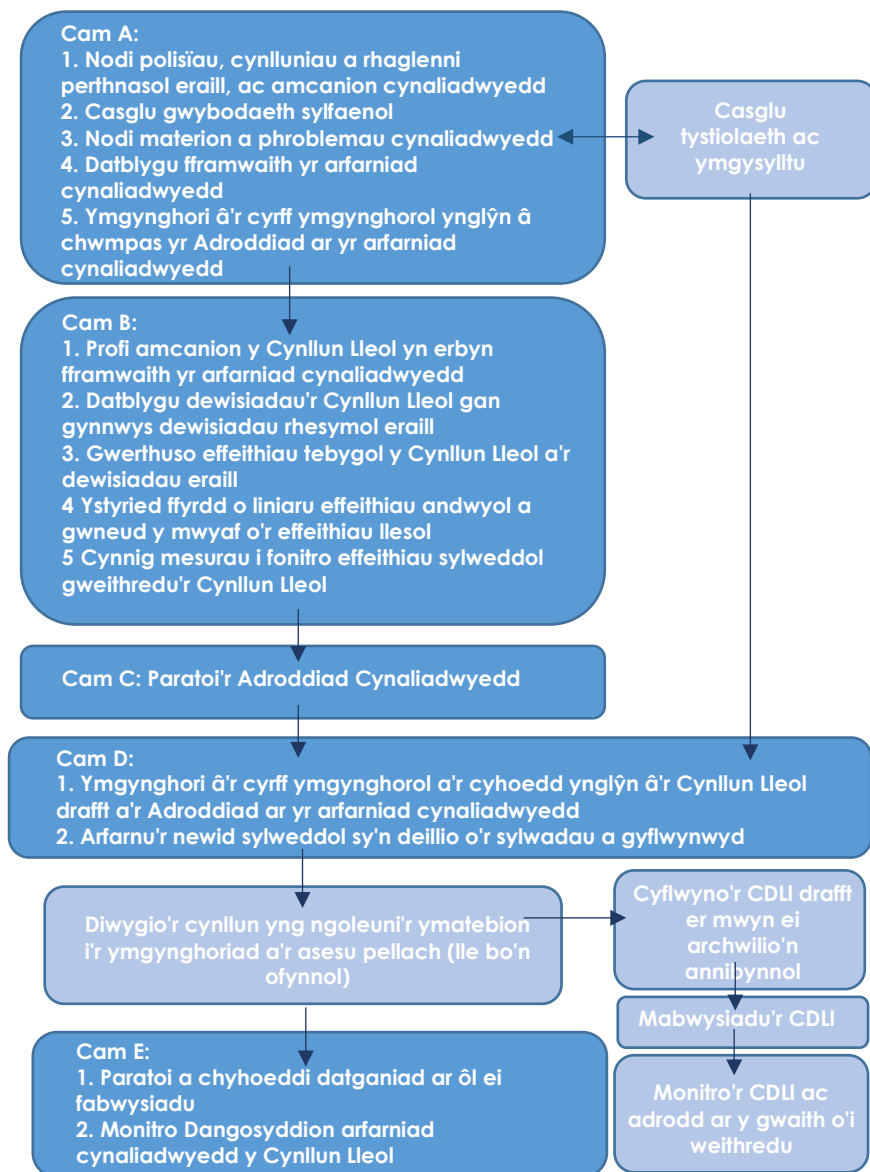 Cam A:
1. Nodi polisïau, cynlluniau a rhaglenni
perthnasol eraill, ac amcanion cynaliadwyedd
2. Casglu gwybodaeth sylfaenol
3. Nodi materion a phroblemau cynaliadwyedd
4. Datblygu fframwaith yr arfarniad
cynaliadwyedd
5. Ymgynghori â'r cyrff ymgynghorol ynglŷn â
chwmpas yr Adroddiad ar yr arfarniad
cynaliadwyedd
Casglu
tystiolaeth ac
ymgysylltu
Cam B:
1. Profi amcanion y Cynllun Lleol yn erbyn
fframwaith yr arfarniad cynaliadwyedd
2. Datblygu dewisiadau'r Cynllun Lleol gan
gynnwys dewisiadau rhesymol eraill
3. Gwerthuso effeithiau tebygol y Cynllun Lleol a'r
dewisiadau eraill
4 Ystyried ffyrdd o liniaru effeithiau andwyol a
gwneud y mwyaf o'r effeithiau llesol
5 Cynnig mesurau i fonitro effeithiau sylweddol
gweithredu'r Cynllun Lleol
Cam C: Paratoi'r Adroddiad Cynaliadwyedd
Cam D:
1. Ymgynghori â'r cyrff ymgynghorol a'r cyhoedd ynglŷn â'r Cynllun Lleol
drafft a'r Adroddiad ar yr arfarniad cynaliadwyedd
2. Arfarnu'r newid sylweddol sy'n deillio o'r sylwadau a gyflwynwyd
Diwygio'r cynllun yng ngoleuni'r ymatebion
i'r ymgynghoriad a'r asesu pellach (lle bo'n
ofynnol)
Cyflwyno'r CDLl drafft
er mwyn ei
archwilio'n
annibynnol
Mabwysiadu'r CDLl
Monitro'r CDLl ac
adrodd ar y gwaith o'i
weithredu
Cam E:
1. Paratoi a chyhoeddi datganiad ar ôl ei
fabwysiadu
2. Monitro Dangosyddion arfarniad
cynaliadwyedd y Cynllun Lleol